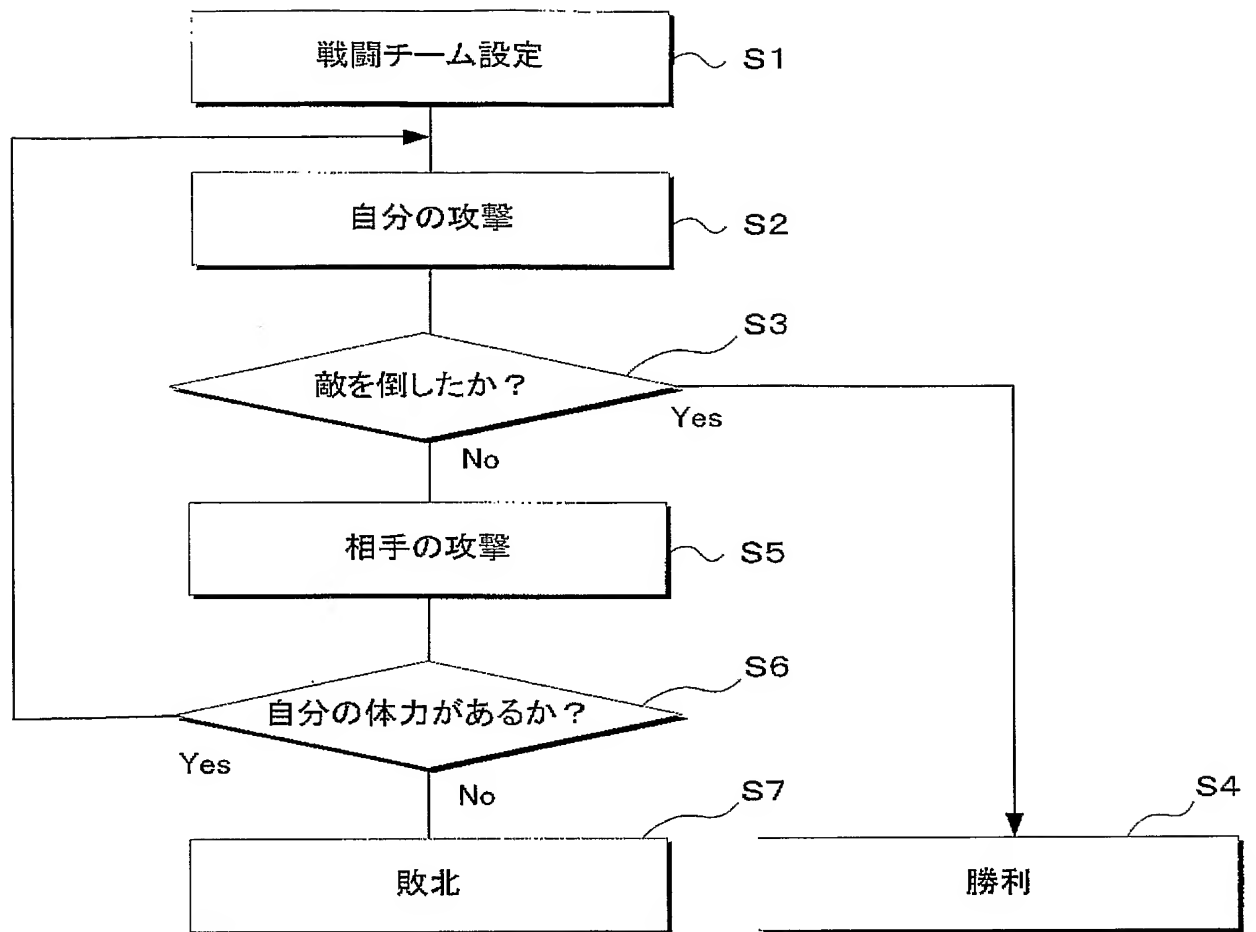 戦闘チーム設定
S1
自分の攻撃
S2
S3
敵を倒したか？
Yes
No
相手の攻撃
S5
S6
自分の体力があるか？
Yes
No
S7
S4
敗北
勝利